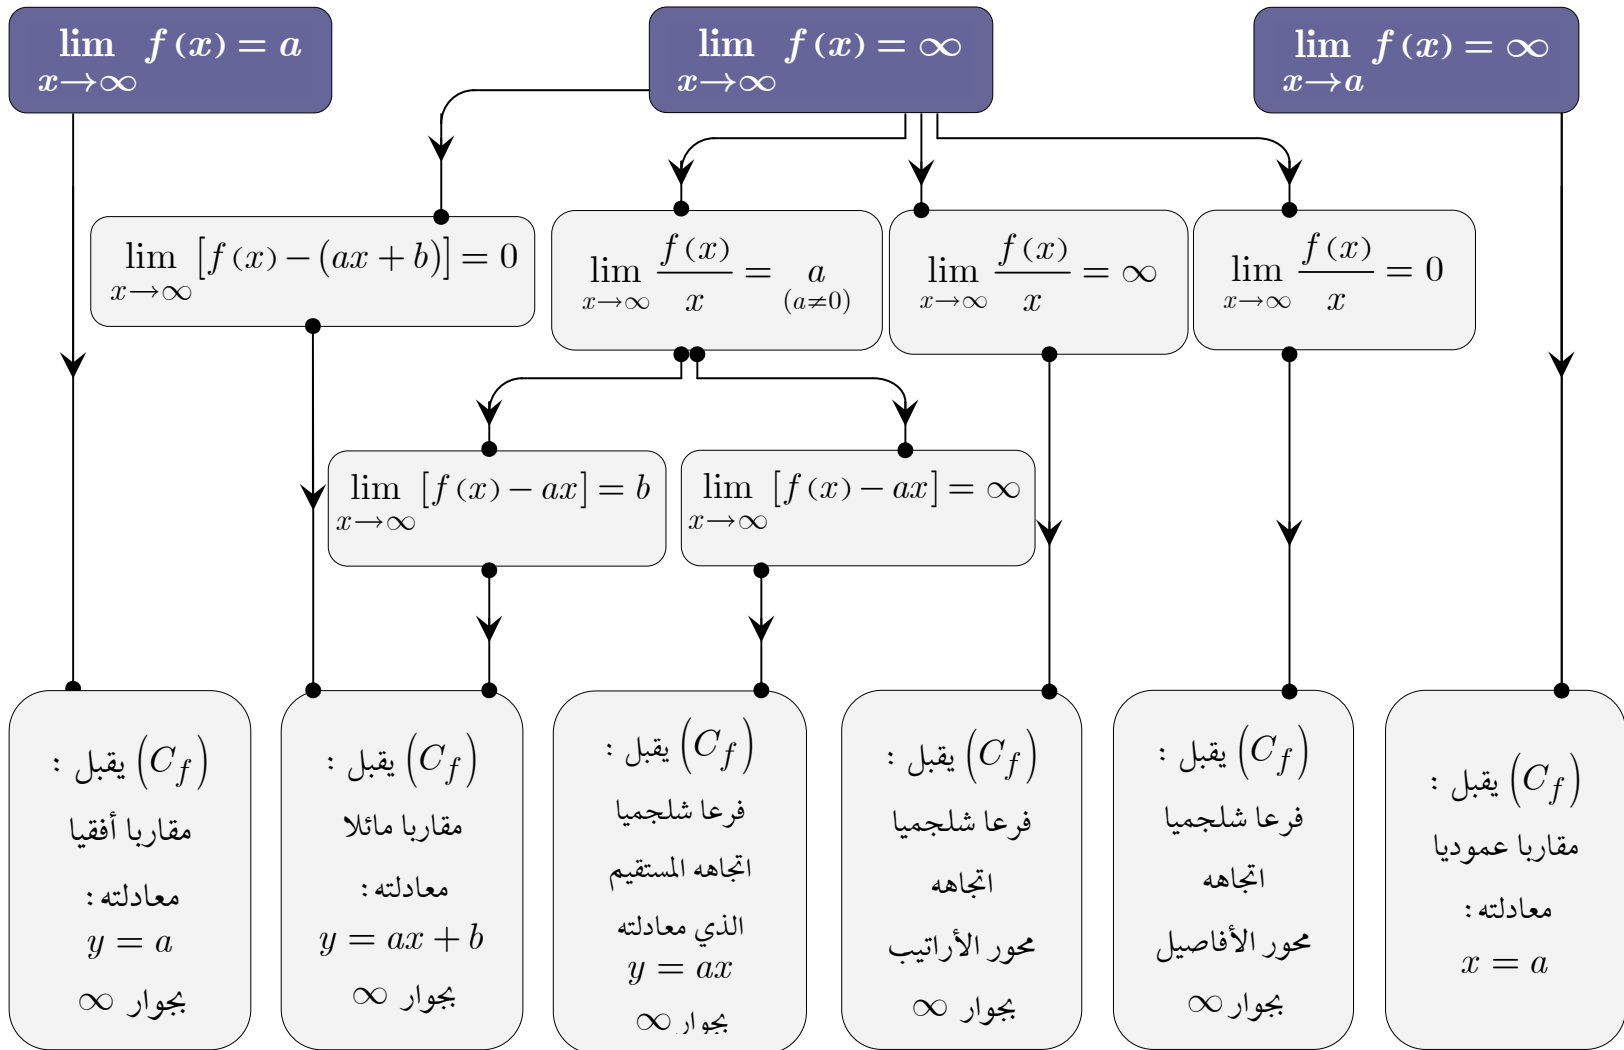 lim f(x) = a
x→∞
lim f(x) = ∞
x→∞
lim f(x) = ∞
x→a
lim [f(x) − (ax + b)] = 0
x→∞
lim f(x)/x = a
x→∞ (a≠0)
lim f(x)/x = ∞
x→∞
lim f(x)/x = 0
x→∞
lim [f(x) − ax] = b
x→∞
lim [f(x) − ax] = ∞
x→∞
(C_f) يقبل :
مقاربا أفقيا
معادلته :
y = a
بجوار ∞
(C_f) يقبل :
مقاربا مائلا
معادلته :
y = ax + b
بجوار ∞
(C_f) يقبل :
فرعا شلجميا
اتجاهه المستقيم
الذي معادلته
y = ax
بجوار ∞
(C_f) يقبل :
فرعا شلجميا
اتجاهه
محور الأراتيب
بجوار ∞
(C_f) يقبل :
فرعا شلجميا
اتجاهه
محور الأفاصيل
بجوار ∞
(C_f) يقبل :
مقاربا عموديا
معادلته :
x = a